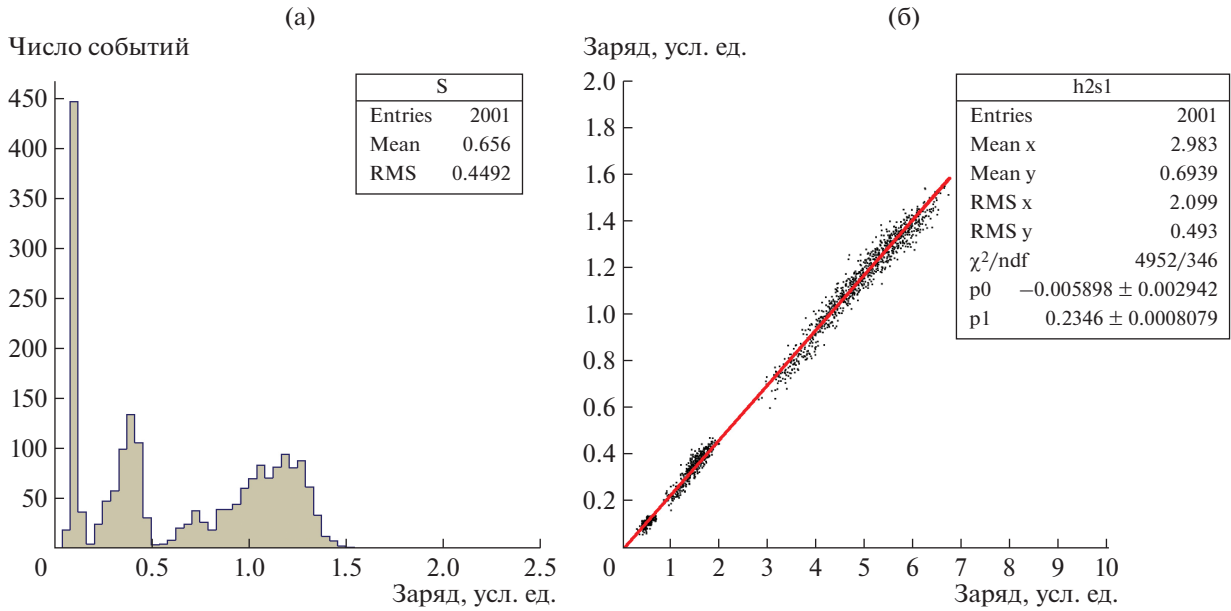 (а)
Число событий
450
400
350
300
250
200
150
100
50
0
0.5
1.0
1.5
2.0
2.5
Заряд, усл. ед.
S
Entries 2001
Mean 0.656
RMS 0.4492
(б)
Заряд, усл. ед.
2.0
1.8
1.6
1.4
1.2
1.0
0.8
0.6
0.4
0.2
0 1 2 3 4 5 6 7 8 9 10
Заряд, усл. ед.
h2s1
Entries 2001
Mean x 2.983
Mean y 0.6939
RMS x 2.099
RMS y 0.493
χ²/ndf 4952/346
p0 −0.005898 ± 0.002942
p1 0.2346 ± 0.0008079